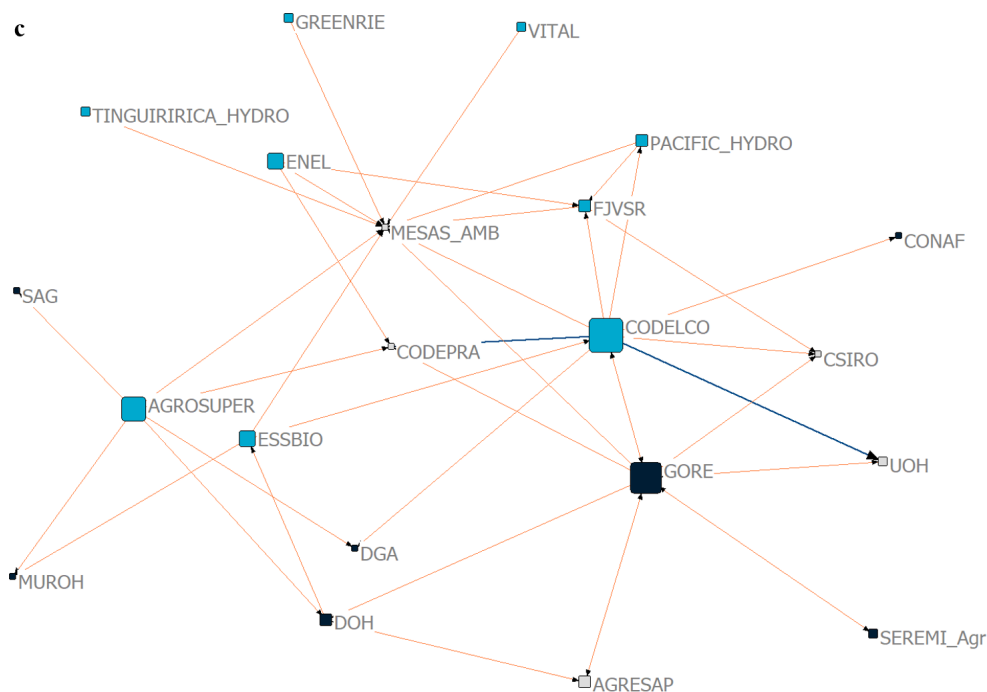 c
GREENRIE
VITAL
TINGUIRIRICA_HYDRO
PACIFIC_HYDRO
ENEL
FJVSR
MESAS_AMB
CONAF
SAG
CODELCO
CODEPRA
CSIRO
AGROSUPER
ESSBIO
UOH
GORE
DGA
MUROH
DOH
SEREMI_Agr
AGRESAP